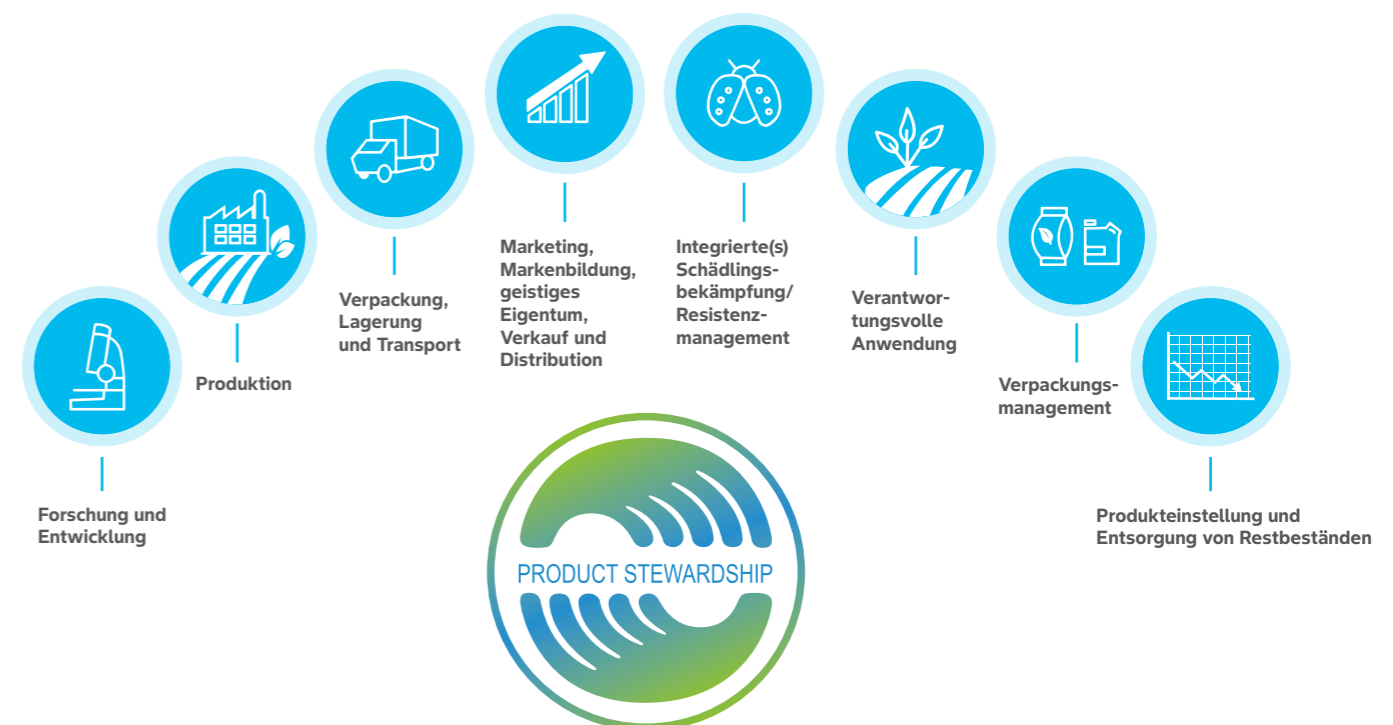 Forschung und
Entwicklung
Produktion
Verpackung,
Lagerung
und Transport
Marketing,
Markenbildung,
geistiges
Eigentum,
Verkauf und
Distribution
Integrierte(s)
Schädlings-
bekämpfung/
Resistenz-
management
Verantwor-
tungsvolle
Anwendung
Verpackungs-
management
Produkteinstellung und
Entsorgung von Restbeständen
PRODUCT STEWARDSHIP